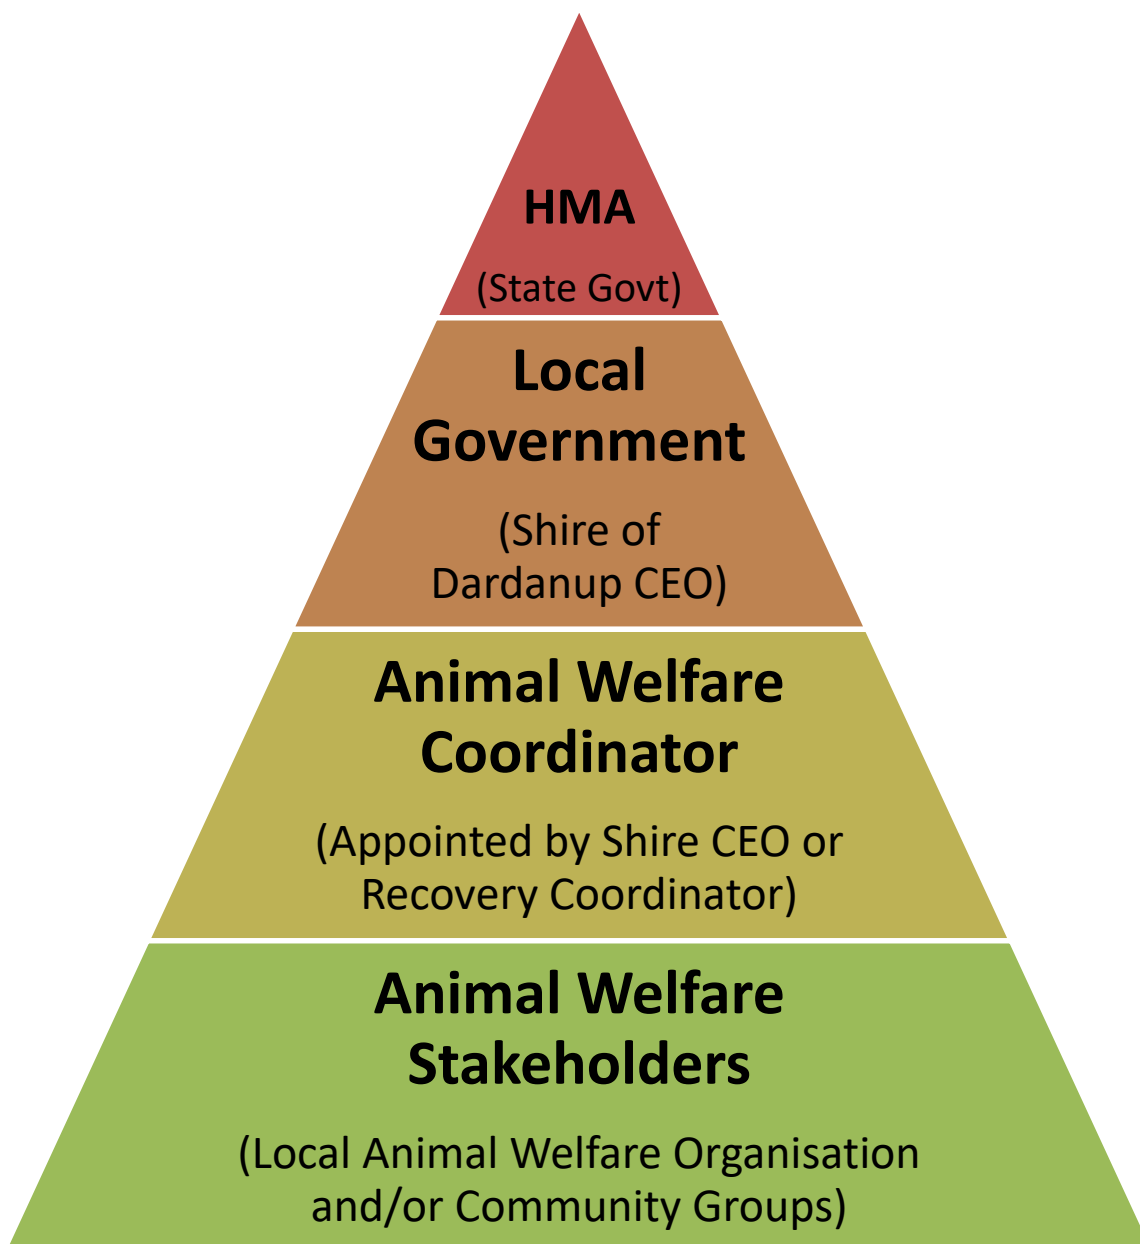 HMA
(State Govt)
Local
Government
(Shire of
Dardanup CEO)
Animal Welfare
Coordinator
(Appointed by Shire CEO or
Recovery Coordinator)
Animal Welfare
Stakeholders
(Local Animal Welfare Organisation
and/or Community Groups)